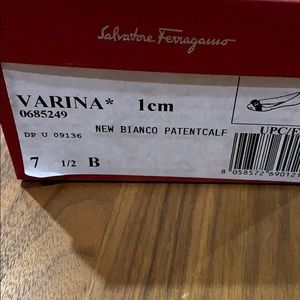 Salvatore Ferragamo
VARINA* 1cm
0685249
DP U 09136 NEW BIANCO PATENTCALF
UPC/E
7 1/2 B
8 058572 69012